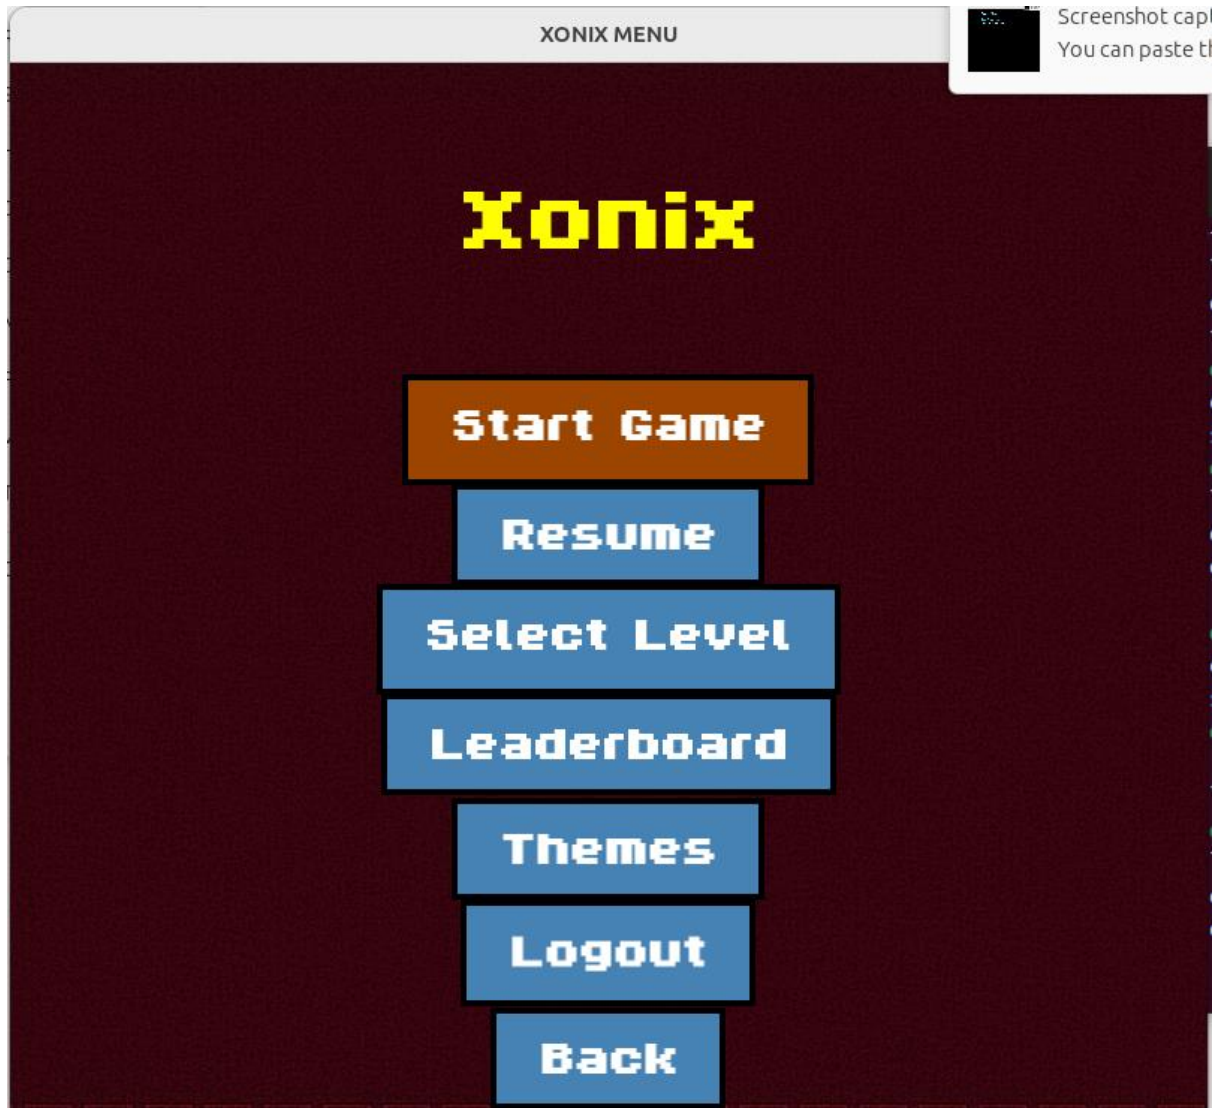 XONIX MENU
Screenshot capt
You can paste th
Xonix
Start Game
Resume
Select Level
Leaderboard
Themes
Logout
Back